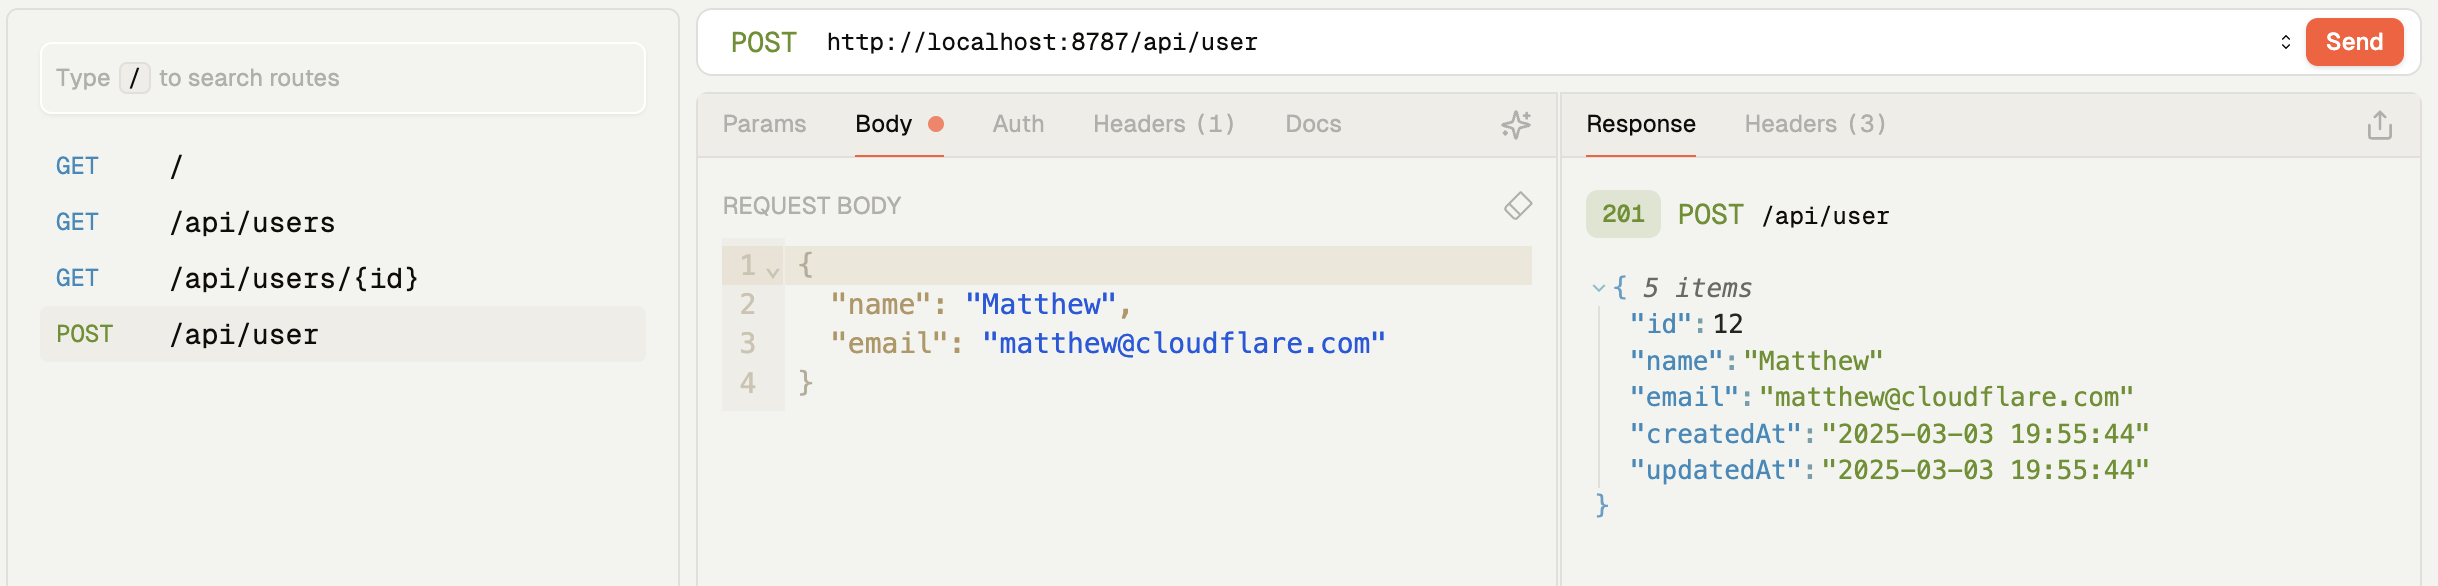 Type / to search routes
GET /
GET /api/users
GET /api/users/{id}
POST /api/user
POST http://localhost:8787/api/user Send
Params Body Auth Headers (1) Docs
REQUEST BODY
1 {
2 "name": "Matthew",
3 "email": "matthew@cloudflare.com"
4 }
Response Headers (3)
201 POST /api/user
{ 5 items
"id":12
"name":"Matthew"
"email":"matthew@cloudflare.com"
"createdAt":"2025-03-03 19:55:44"
"updatedAt":"2025-03-03 19:55:44"
}